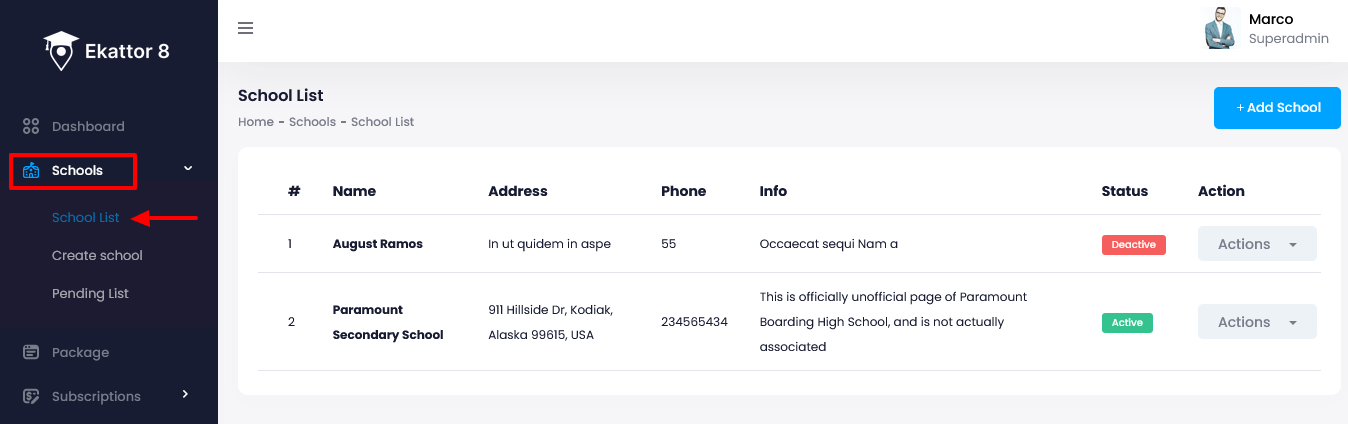 Ekattor 8
Marco
Superadmin
Dashboard
Schools
School List
Create school
Pending List
Package
Subscriptions
School List
Home - Schools - School List
+ Add School
# Name Address Phone Info Status Action
1 August Ramos In ut quidem in aspe 55 Occaecat sequi Nam a Deactive Actions
2 Paramount Secondary School 911 Hillside Dr, Kodiak, Alaska 99615, USA 234565434 This is officially unofficial page of Paramount Boarding High School, and is not actually associated Active Actions